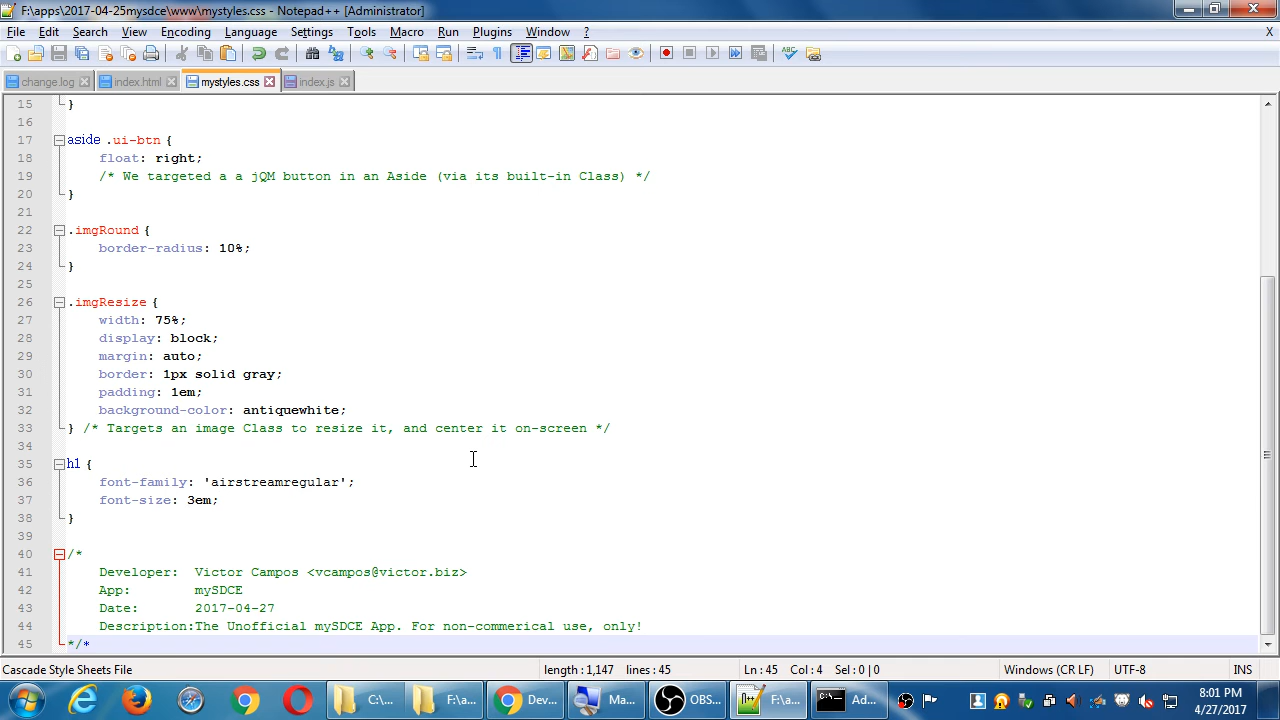 F:\apps\2017-04-25mysdce\www\mystyles.css - Notepad++ [Administrator]
File Edit Search View Encoding Language Settings Tools Macro Run Plugins Window ?
change.log index.html mystyles.css index.js
15 }
16
17 aside .ui-btn {
18 float: right;
19 /* We targeted a a jQM button in an Aside (via its built-in Class) */
20 }
21
22 .imgRound {
23 border-radius: 10%;
24 }
25
26 .imgResize {
27 width: 75%;
28 display: block;
29 margin: auto;
30 border: 1px solid gray;
31 padding: 1em;
32 background-color: antiquewhite;
33 } /* Targets an image Class to resize it, and center it on-screen */
34
35 h1 {
36 font-family: 'airstreamregular';
37 font-size: 3em;
38 }
39
40 /*
41 Developer: Victor Campos <vcampos@victor.biz>
42 App: mySDCE
43 Date: 2017-04-27
44 Description:The Unofficial mySDCE App. For non-commerical use, only!
45 */*
Cascade Style Sheets File length : 1,147 lines : 45 Ln : 45 Col : 4 Sel : 0 | 0 Windows (CR LF) UTF-8 INS
C:\... F:\a... Dev... Ma... OBS... F:\a... Ad... 8:01 PM
4/27/2017